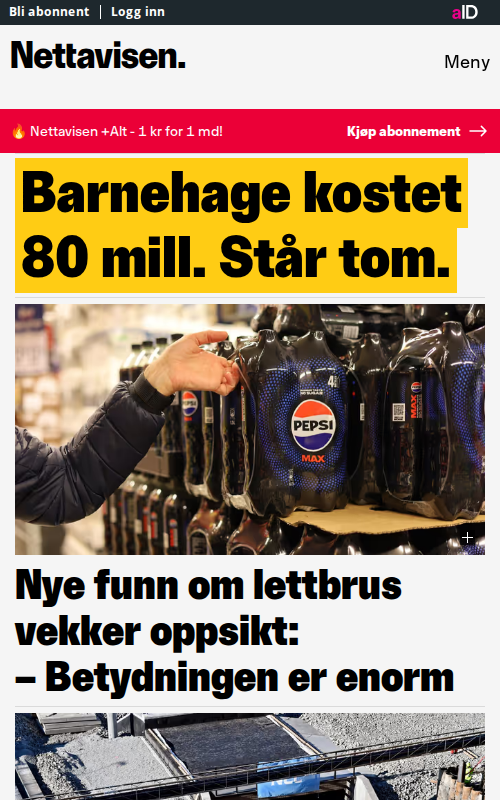 Bli abonnent | Logg inn
aID
Nettavisen.
Meny
🔥 Nettavisen +Alt - 1 kr for 1 md!
Kjøp abonnement →
Barnehage kostet
80 mill. Står tom.
4
PEPSI
MAX
MAX
+
Nye funn om lettbrus
vekker oppsikt:
– Betydningen er enorm